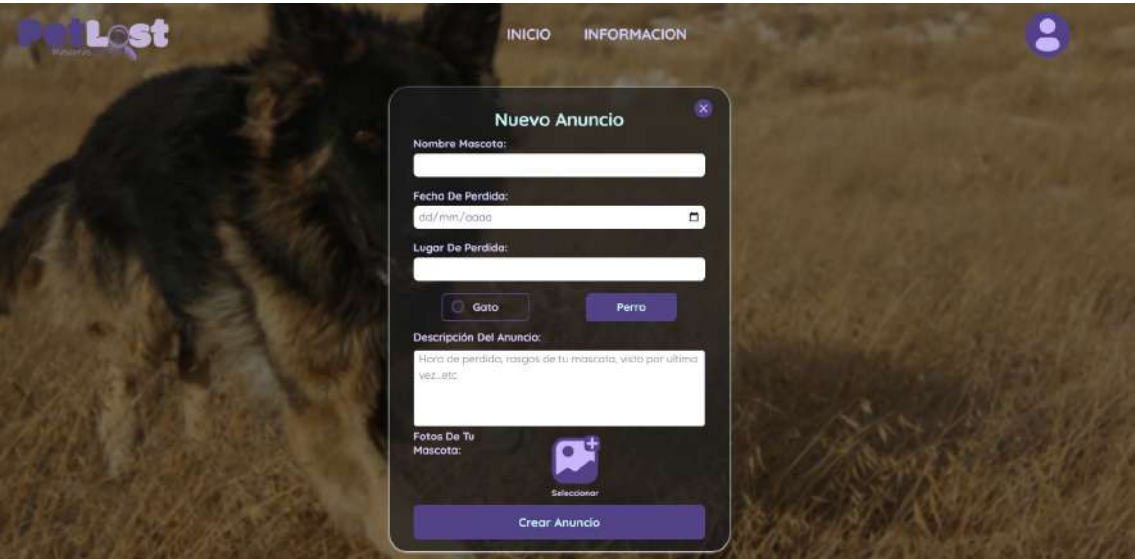 PetLost
Mascotas
INICIO
INFORMACION
Nuevo Anuncio
Nombre Mascota:
Fecha De Perdida:
dd/mm/aaaa
Lugar De Perdida:
Gato
Perro
Descripción Del Anuncio:
Hora de perdida, rasgos de tu mascota, visto por ultima
vez...etc
Fotos De Tu
Mascota:
Seleccionar
Crear Anuncio